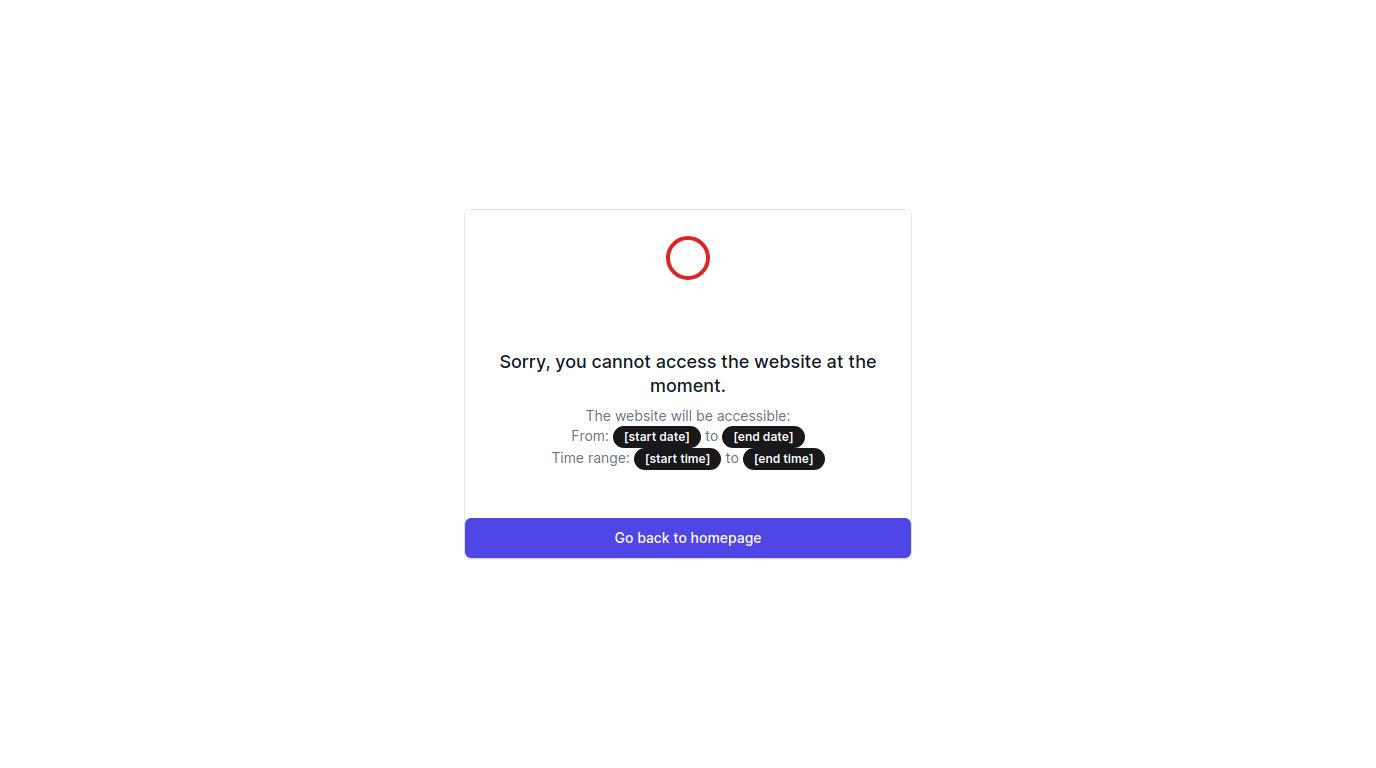 Sorry, you cannot access the website at the
moment.
The website will be accessible:
From: [start date] to [end date]
Time range: [start time] to [end time]
Go back to homepage